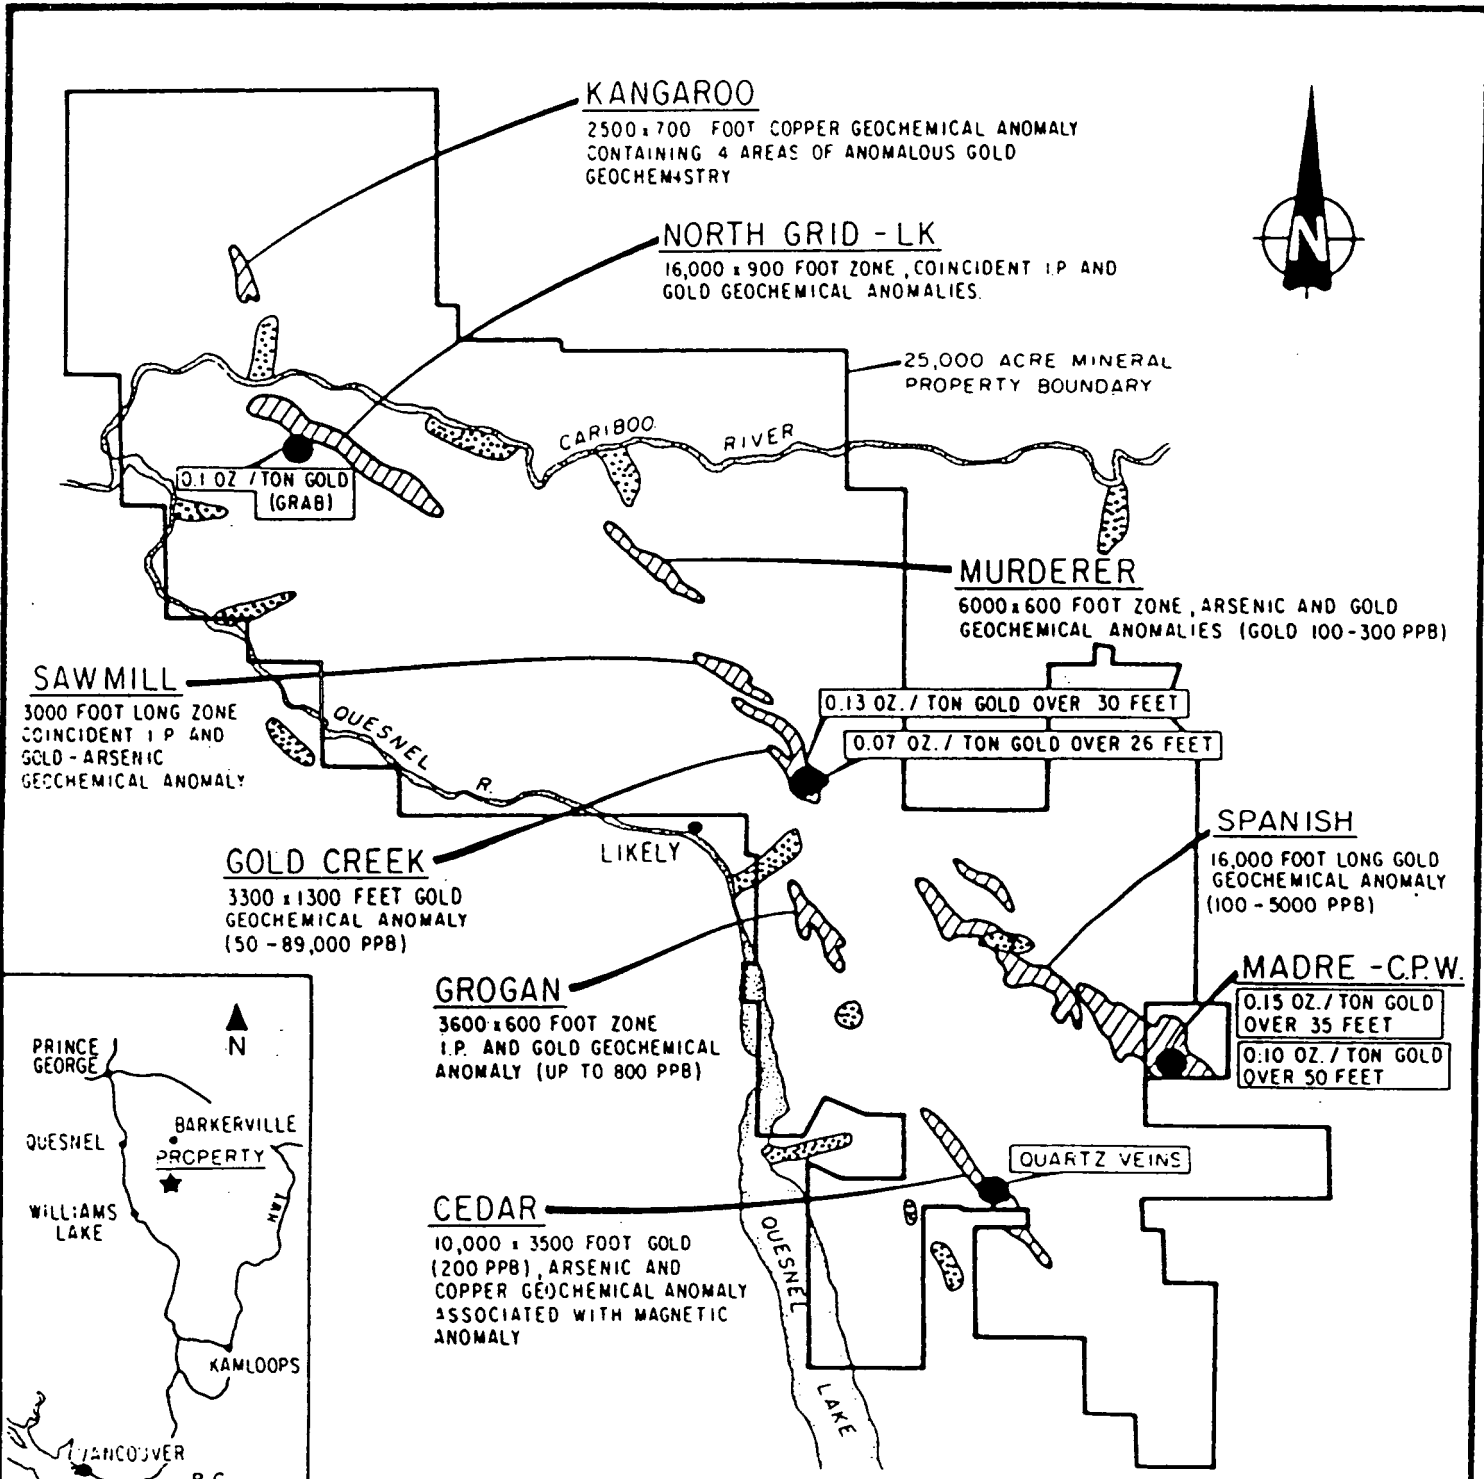 KANGAROO
2500 x 700 FOOT COPPER GEOCHEMICAL ANOMALY
CONTAINING 4 AREAS OF ANOMALOUS GOLD
GEOCHEMISTRY
N
NORTH GRID - LK
16,000 x 900 FOOT ZONE, COINCIDENT I.P. AND
GOLD GEOCHEMICAL ANOMALIES.
25,000 ACRE MINERAL
PROPERTY BOUNDARY
CARIBOO RIVER
0.1 OZ / TON GOLD
(GRAB)
MURDERER
6000 x 600 FOOT ZONE, ARSENIC AND GOLD
GEOCHEMICAL ANOMALIES (GOLD 100-300 PPB)
SAWMILL
3000 FOOT LONG ZONE
COINCIDENT I.P. AND
GOLD - ARSENIC
GEOCHEMICAL ANOMALY
0.13 OZ. / TON GOLD OVER 30 FEET
0.07 OZ. / TON GOLD OVER 26 FEET
QUESNEL R.
LIKELY
SPANISH
16,000 FOOT LONG GOLD
GEOCHEMICAL ANOMALY
(100 - 5000 PPB)
GOLD CREEK
3300 x 1300 FEET GOLD
GEOCHEMICAL ANOMALY
(50 - 89,000 PPB)
GROGAN
3600 x 600 FOOT ZONE
I.P. AND GOLD GEOCHEMICAL
ANOMALY (UP TO 800 PPB)
MADRE - C.P.W.
0.15 OZ. / TON GOLD
OVER 35 FEET
0.10 OZ. / TON GOLD
OVER 50 FEET
QUARTZ VEINS
CEDAR
10,000 x 3500 FOOT GOLD
(200 PPB), ARSENIC AND
COPPER GEOCHEMICAL ANOMALY
ASSOCIATED WITH MAGNETIC
ANOMALY
QUESNEL
LAKE
N
PRINCE
GEORGE
BARKERVILLE
QUESNEL
PROPERTY
WILLIAMS
LAKE
KAMLOOPS
VANCOUVER
B.C.